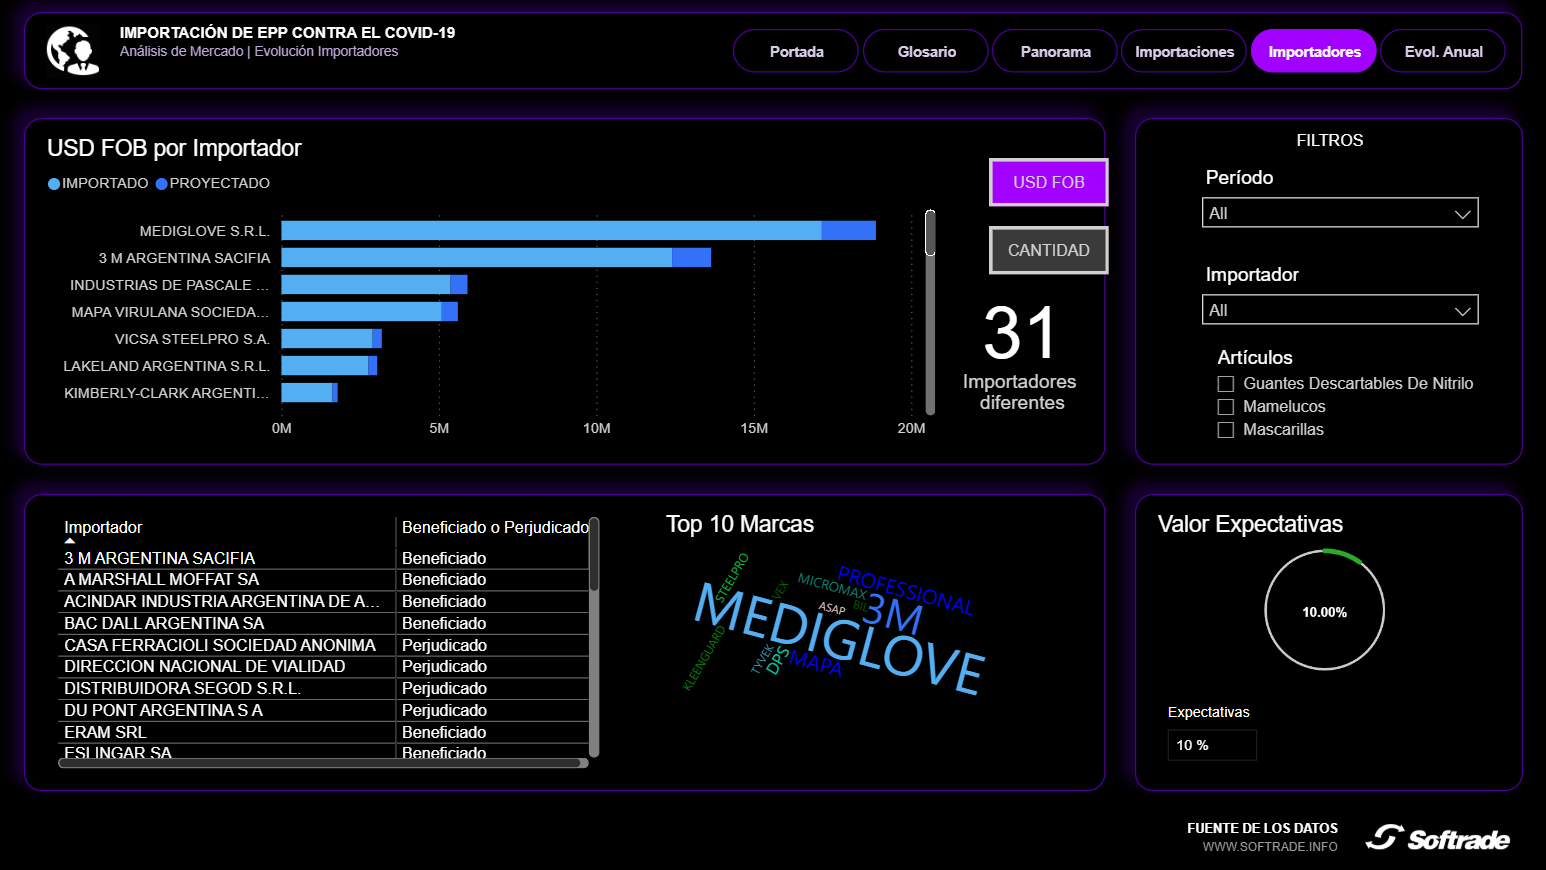 IMPORTACIÓN DE EPP CONTRA EL COVID-19
Análisis de Mercado | Evolución Importadores
Portada
Glosario
Panorama
Importaciones
Importadores
Evol. Anual
USD FOB por Importador
IMPORTADO PROYECTADO
MEDIGLOVE S.R.L.
3 M ARGENTINA SACIFIA
INDUSTRIAS DE PASCALE ...
MAPA VIRULANA SOCIEDA...
VICSA STEELPRO S.A.
LAKELAND ARGENTINA S.R.L.
KIMBERLY-CLARK ARGENTI...
0M 5M 10M 15M 20M
USD FOB
CANTIDAD
31
Importadores
diferentes
FILTROS
Período
All
Importador
All
Artículos
Guantes Descartables De Nitrilo
Mamelucos
Mascarillas
Importador Beneficiado o Perjudicado
3 M ARGENTINA SACIFIA Beneficiado
A MARSHALL MOFFAT SA Beneficiado
ACINDAR INDUSTRIA ARGENTINA DE A... Beneficiado
BAC DALL ARGENTINA SA Beneficiado
CASA FERRACIOLI SOCIEDAD ANONIMA Perjudicado
DIRECCION NACIONAL DE VIALIDAD Perjudicado
DISTRIBUIDORA SEGOD S.R.L. Perjudicado
DU PONT ARGENTINA S A Perjudicado
ERAM SRL Beneficiado
ESLINGAR SA Beneficiado
Top 10 Marcas
STEELPRO
VEX
MICROMAX
PROFESSIONAL
ASAP
BIL
3M
MEDIGLOVE
KLEENGUARD
TYVEK
DPS
MAPA
Valor Expectativas
10.00%
Expectativas
10 %
FUENTE DE LOS DATOS
WWW.SOFTRADE.INFO
Softrade